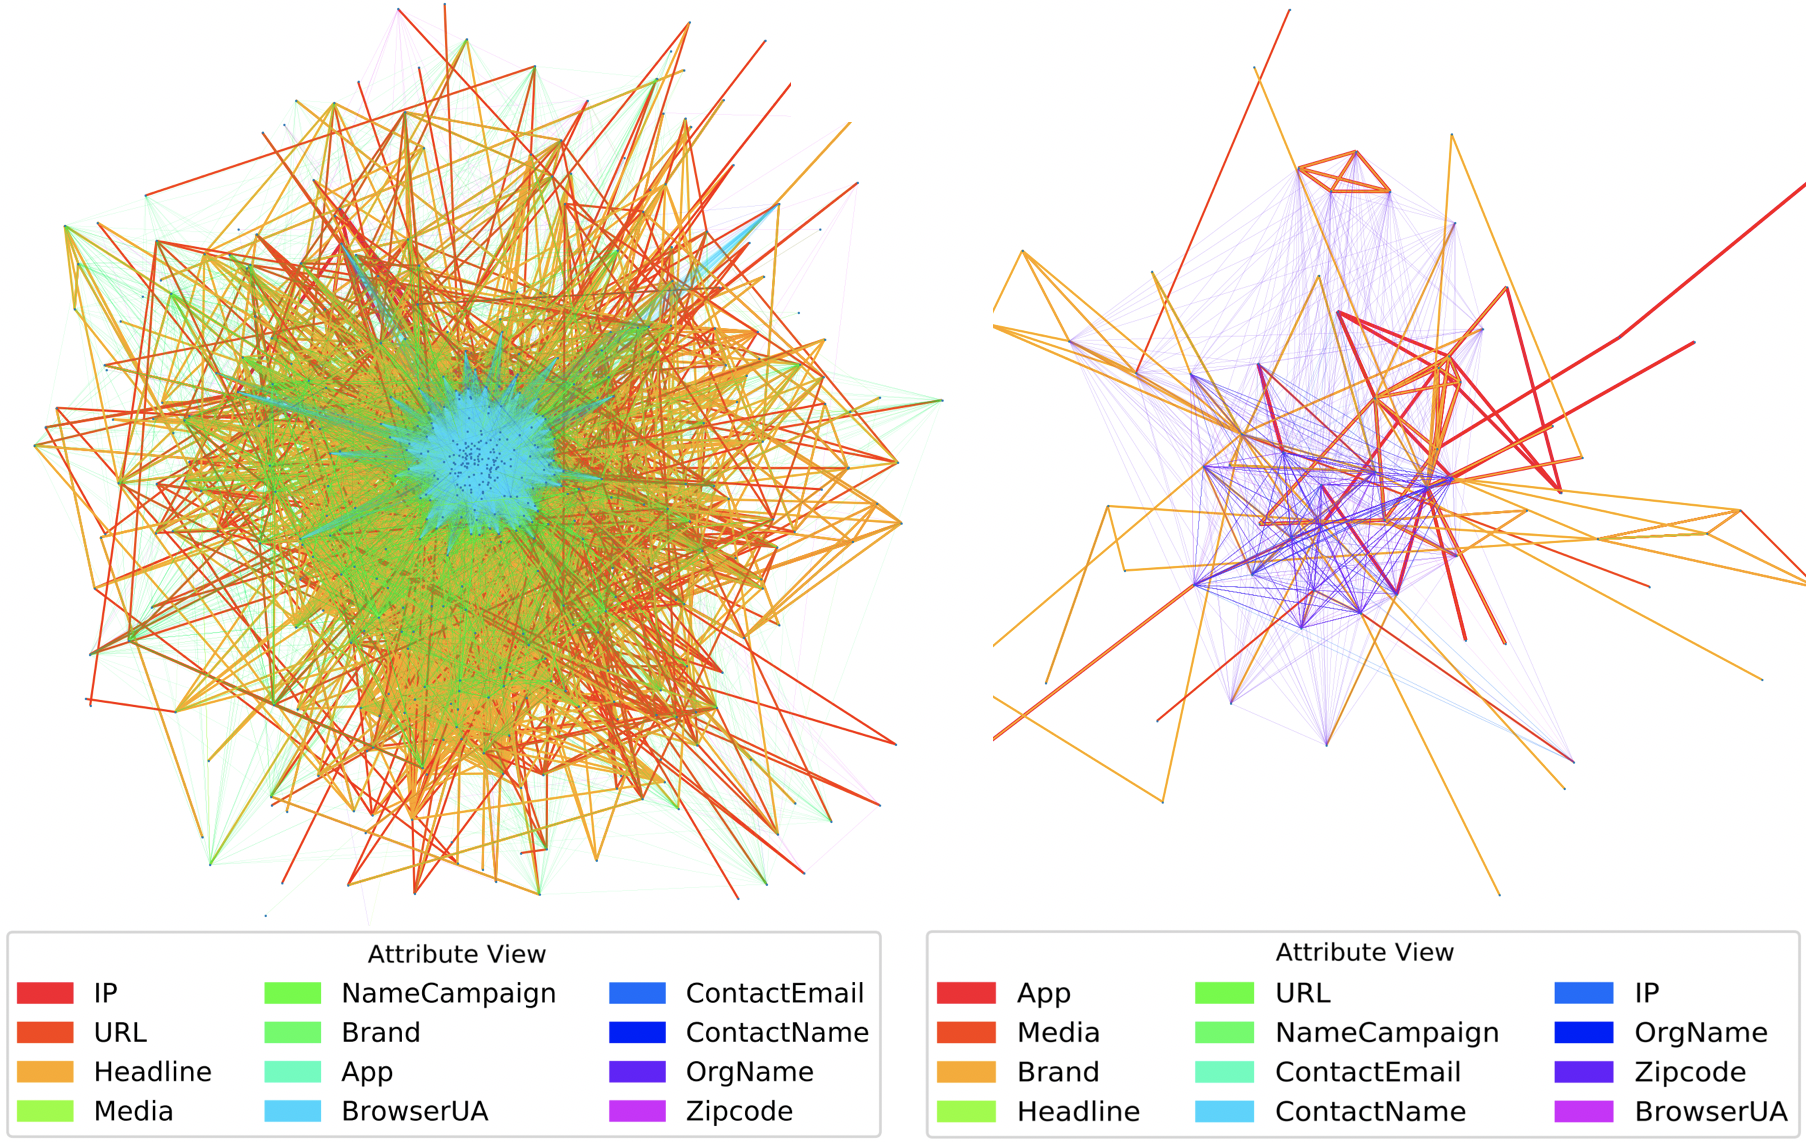 Attribute View
IP
NameCampaign
ContactEmail
URL
Brand
ContactName
Headline
App
OrgName
Media
BrowserUA
Zipcode
Attribute View
App
URL
IP
Media
NameCampaign
OrgName
Brand
ContactEmail
Zipcode
Headline
ContactName
BrowserUA